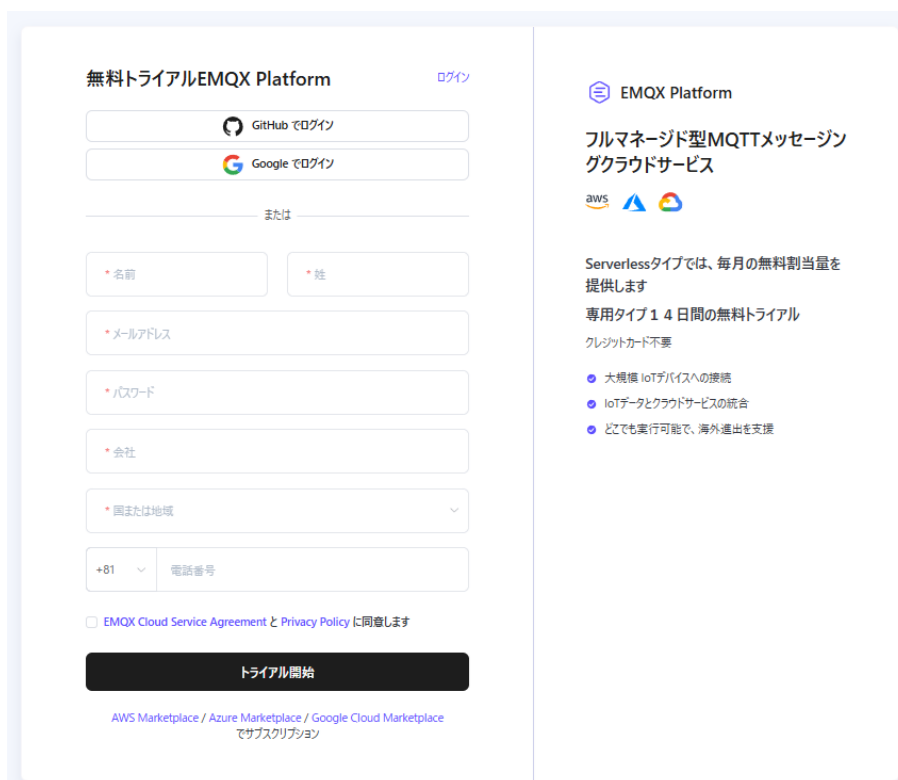 無料トライアルEMQX Platform
ログイン
GitHub でログイン
Google でログイン
または
* 名前
* 姓
* メールアドレス
* パスワード
* 会社
* 国または地域
+81
電話番号
EMQX Cloud Service Agreement と Privacy Policy に同意します
トライアル開始
AWS Marketplace / Azure Marketplace / Google Cloud Marketplace
でサブスクリプション
EMQX Platform
フルマネージド型MQTTメッセージン
グクラウドサービス
aws
Serverlessタイプでは、毎月の無料割当量を
提供します
専用タイプ１４日間の無料トライアル
クレジットカード不要
大規模 IoTデバイスへの接続
IoTデータとクラウドサービスの統合
どこでも実行可能で、海外進出を支援